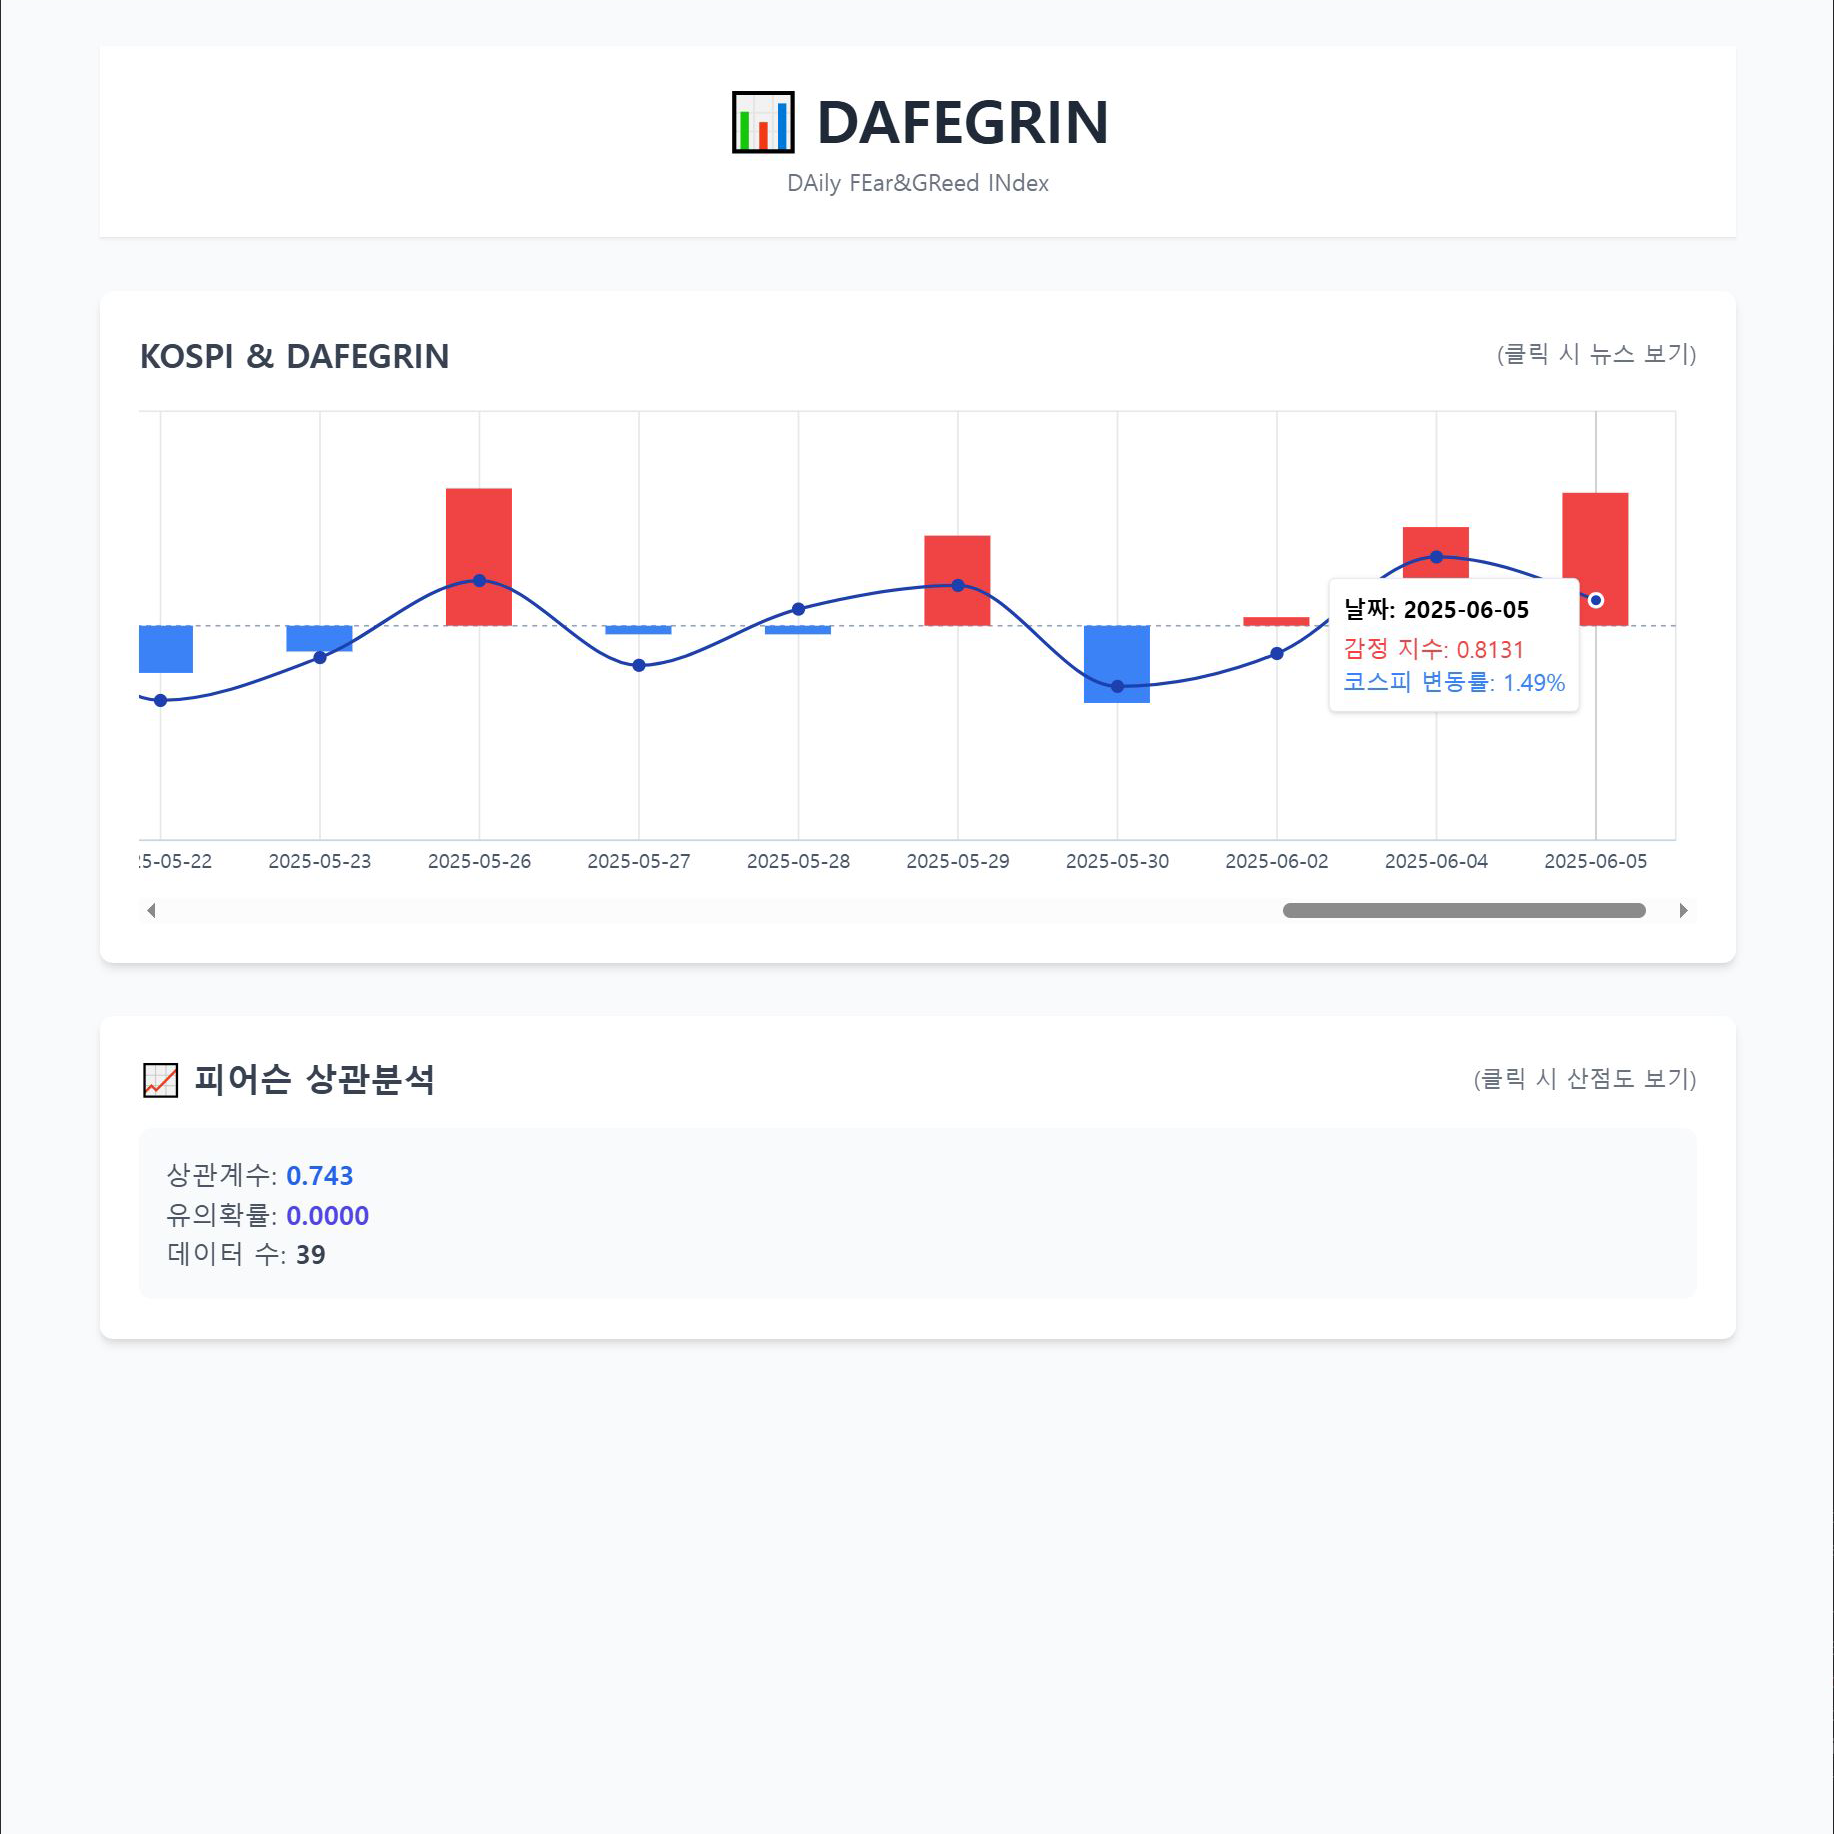 DAFEGRIN
DAily FEar&GReed INdex
KOSPI & DAFEGRIN
(클릭 시 뉴스 보기)
날짜: 2025-06-05
감정 지수: 0.8131
코스피 변동률: 1.49%
5-05-22 2025-05-23 2025-05-26 2025-05-27 2025-05-28 2025-05-29 2025-05-30 2025-06-02 2025-06-04 2025-06-05
피어슨 상관분석
(클릭 시 산점도 보기)
상관계수: 0.743
유의확률: 0.0000
데이터 수: 39